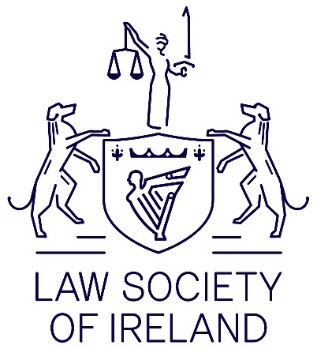 LAW SOCIETY
OF IRELAND